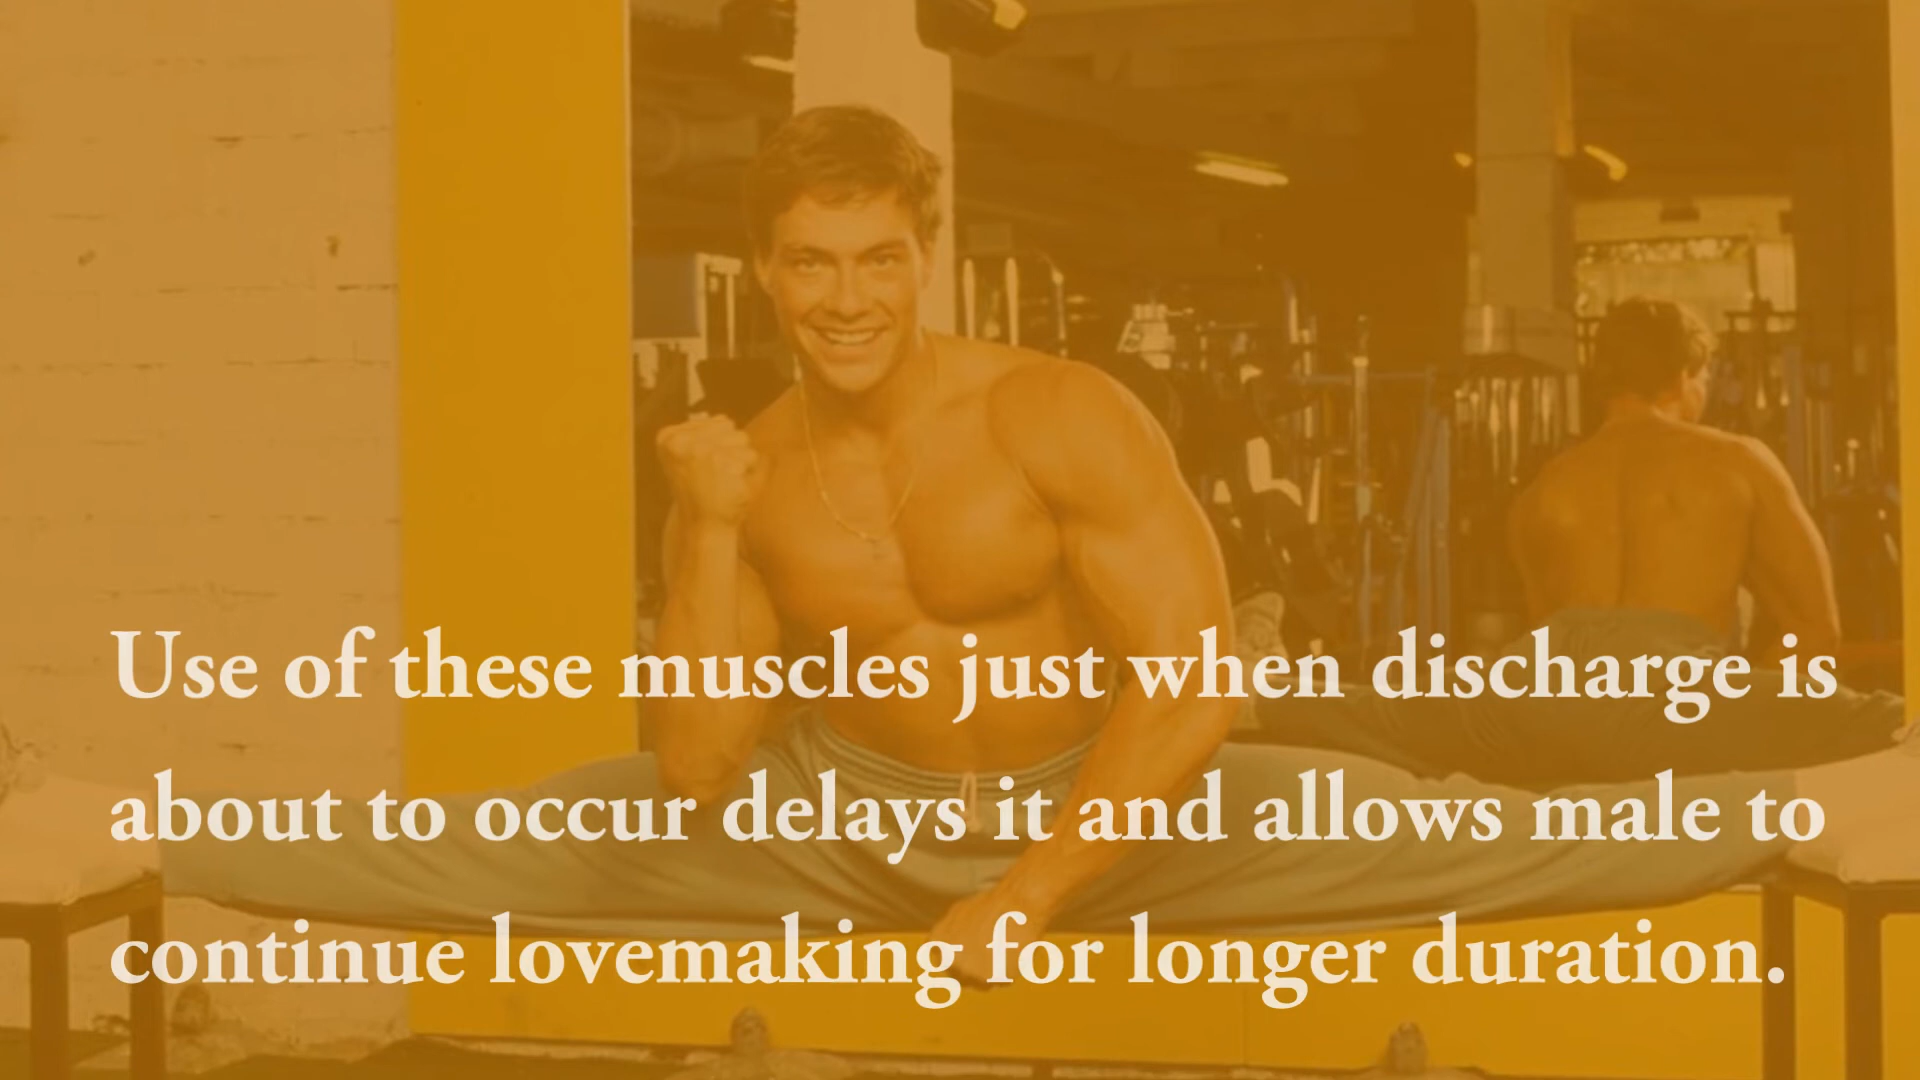 Use of these muscles just when discharge is
about to occur delays it and allows male to
continue lovemaking for longer duration.